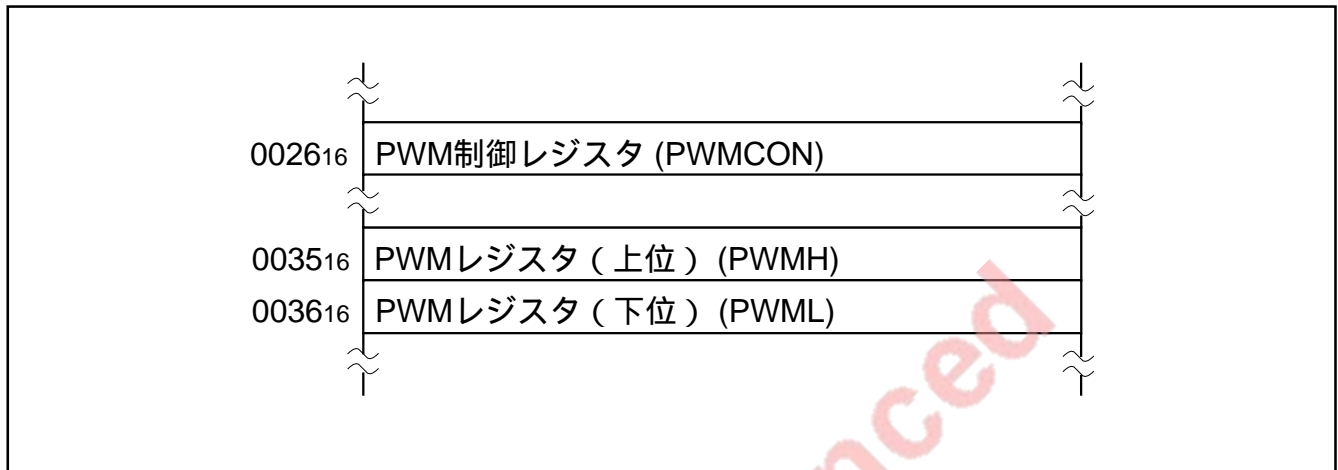 002616 PWM制御レジスタ (PWMCON)
003516 PWMレジスタ（上位） (PWMH)
003616 PWMレジスタ（下位） (PWML)
nced